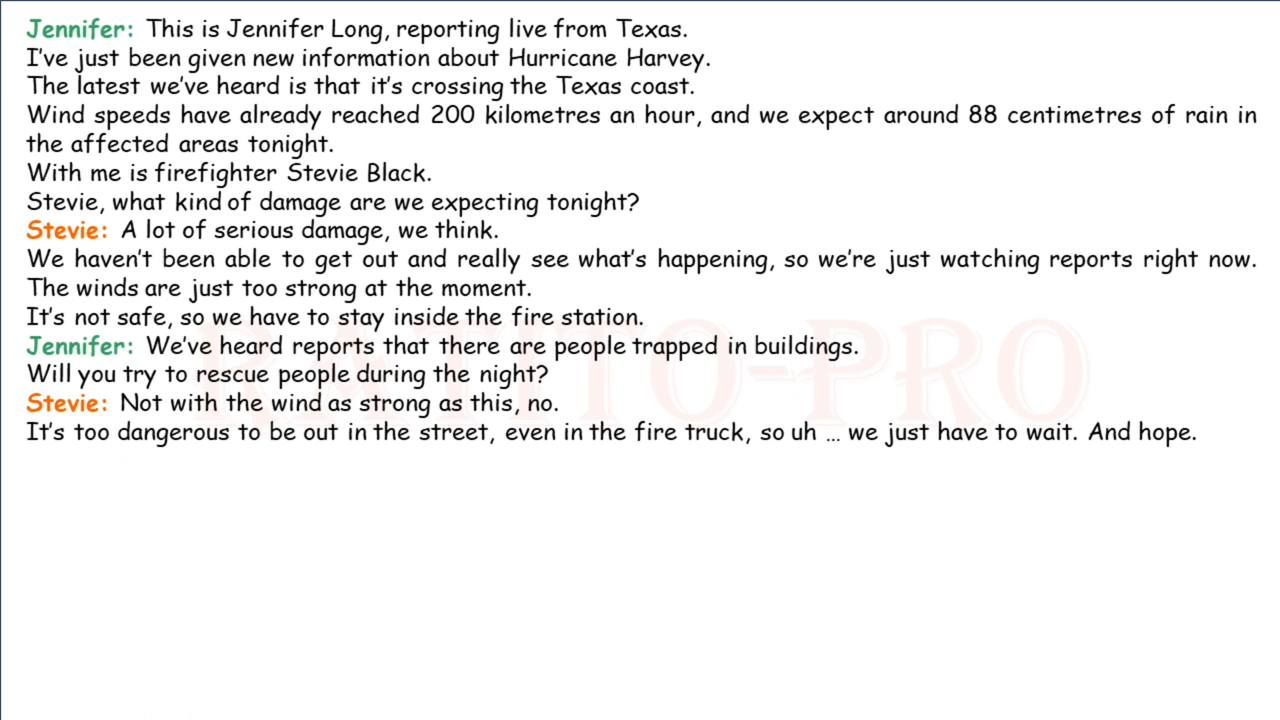 Jennifer: This is Jennifer Long, reporting live from Texas.
I've just been given new information about Hurricane Harvey.
The latest we've heard is that it's crossing the Texas coast.
Wind speeds have already reached 200 kilometres an hour, and we expect around 88 centimetres of rain in
the affected areas tonight.
With me is firefighter Stevie Black.
Stevie, what kind of damage are we expecting tonight?
Stevie: A lot of serious damage, we think.
We haven't been able to get out and really see what's happening, so we're just watching reports right now.
The winds are just too strong at the moment.
It's not safe, so we have to stay inside the fire station.
Jennifer: We've heard reports that there are people trapped in buildings.
Will you try to rescue people during the night?
Stevie: Not with the wind as strong as this, no.
It's too dangerous to be out in the street, even in the fire truck, so uh … we just have to wait. And hope.
RATITO-PRO